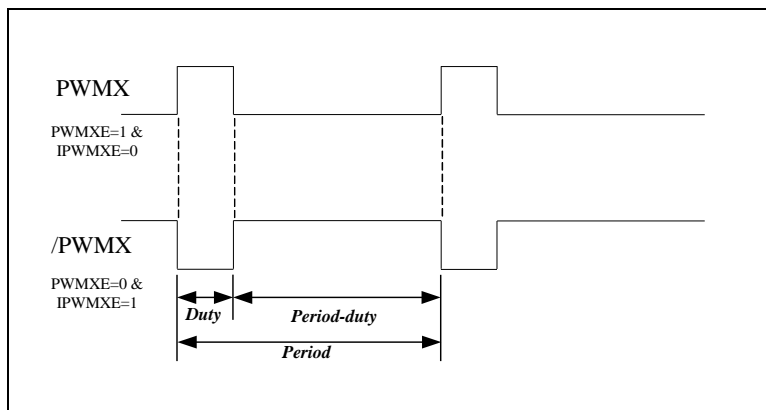 PWMX
PWMXE=1 &
IPWMXE=0
/PWMX
PWMXE=0 &
IPWMXE=1
Duty
Period-duty
Period